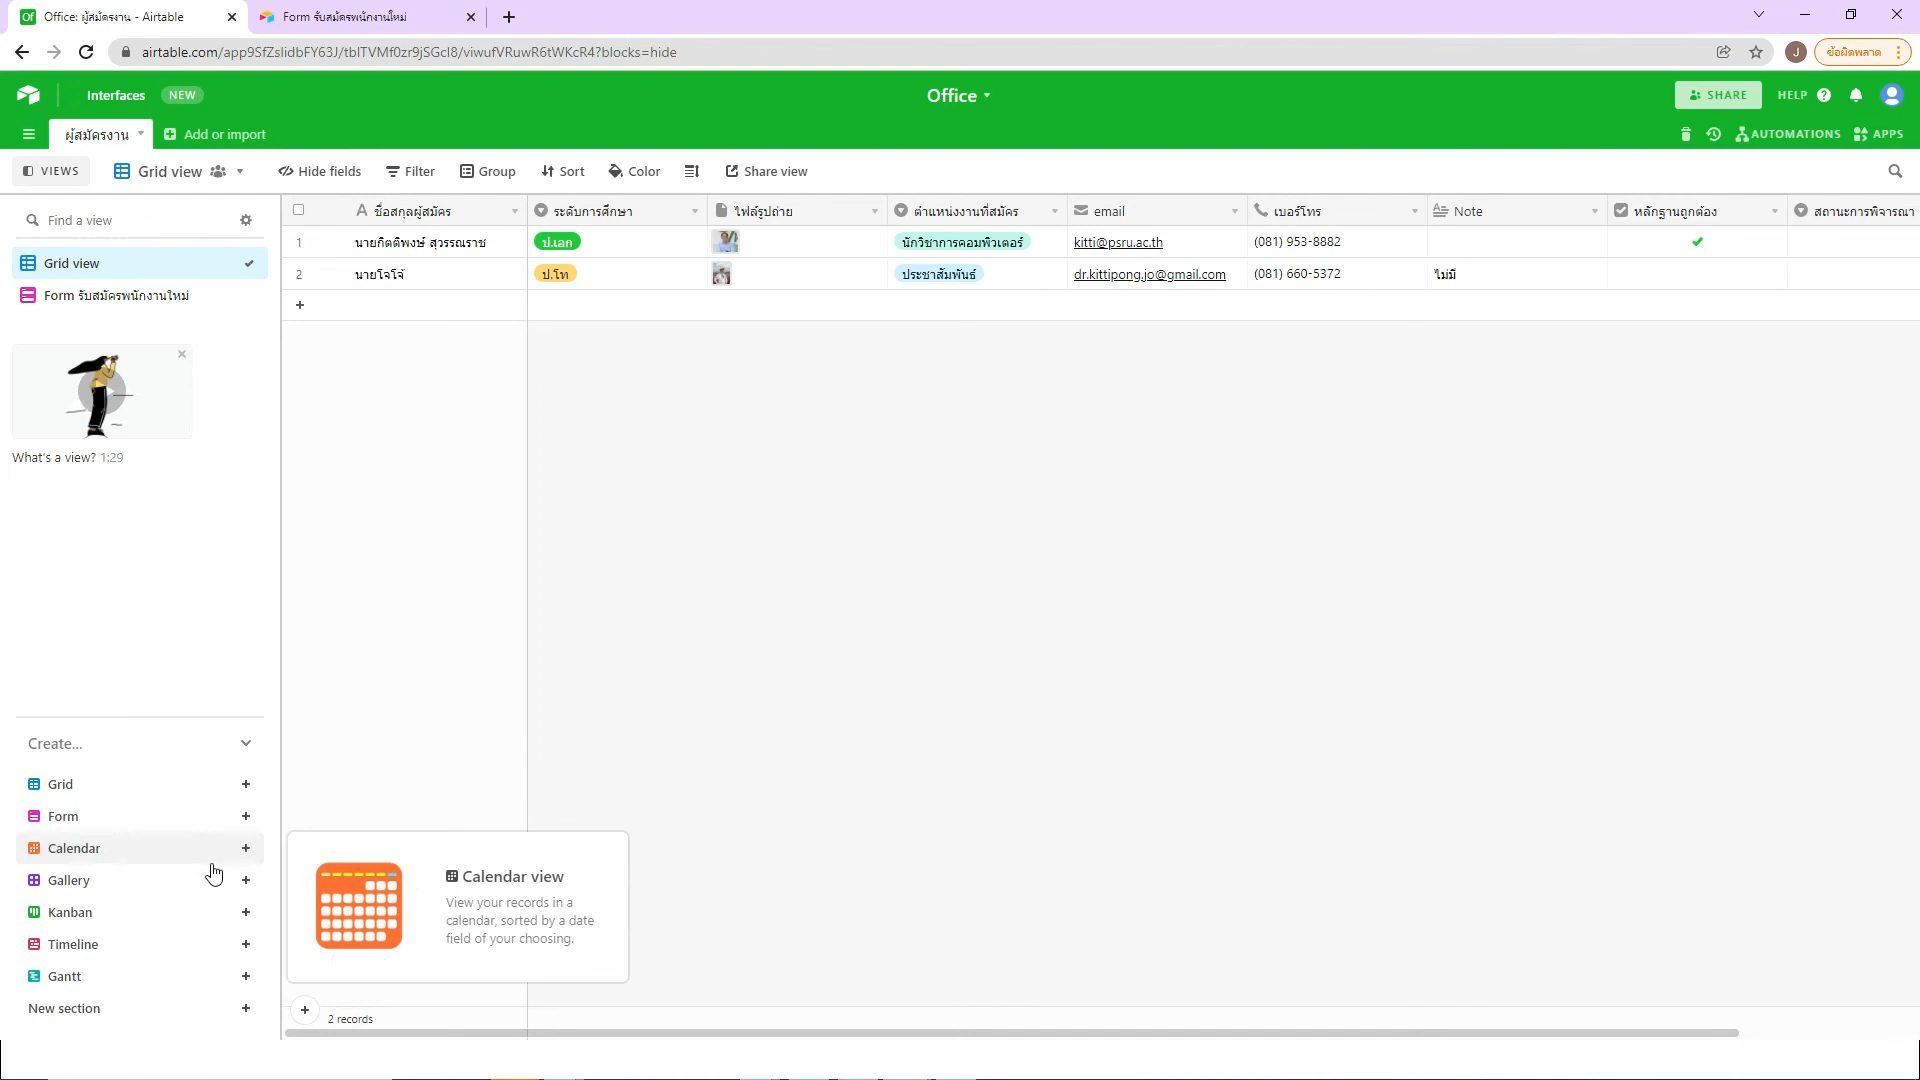 Office: ผู้สมัครงาน - Airtable
Form รับสมัครพนักงานใหม่
airtable.com/app9SfZslidbFY63J/tblTVMf0zr9jSGcl8/viwufVRuwR6tWKcR4?blocks=hide
J
ข้อผิดพลาด
Interfaces NEW
Office
SHARE
HELP
ผู้สมัครงาน
Add or import
AUTOMATIONS
APPS
VIEWS
Grid view
Hide fields
Filter
Group
Sort
Color
Share view
Find a view
ชื่อสกุลผู้สมัคร ระดับการศึกษา ไฟล์รูปถ่าย ตำแหน่งงานที่สมัคร email เบอร์โทร Note หลักฐานถูกต้อง สถานะการพิจารณา
1 นายกิตติพงษ์ สุวรรณราช ป.เอก นักวิชาการคอมพิวเตอร์ kitti@psru.ac.th (081) 953-8882
2 นายโจโจ้ ป.โท ประชาสัมพันธ์ dr.kittipong.jo@gmail.com (081) 660-5372 ไม่มี
Grid view
Form รับสมัครพนักงานใหม่
What's a view? 1:29
Create...
Grid
Form
Calendar
Gallery
Kanban
Timeline
Gantt
New section
Calendar view
View your records in a
calendar, sorted by a date
field of your choosing.
2 records